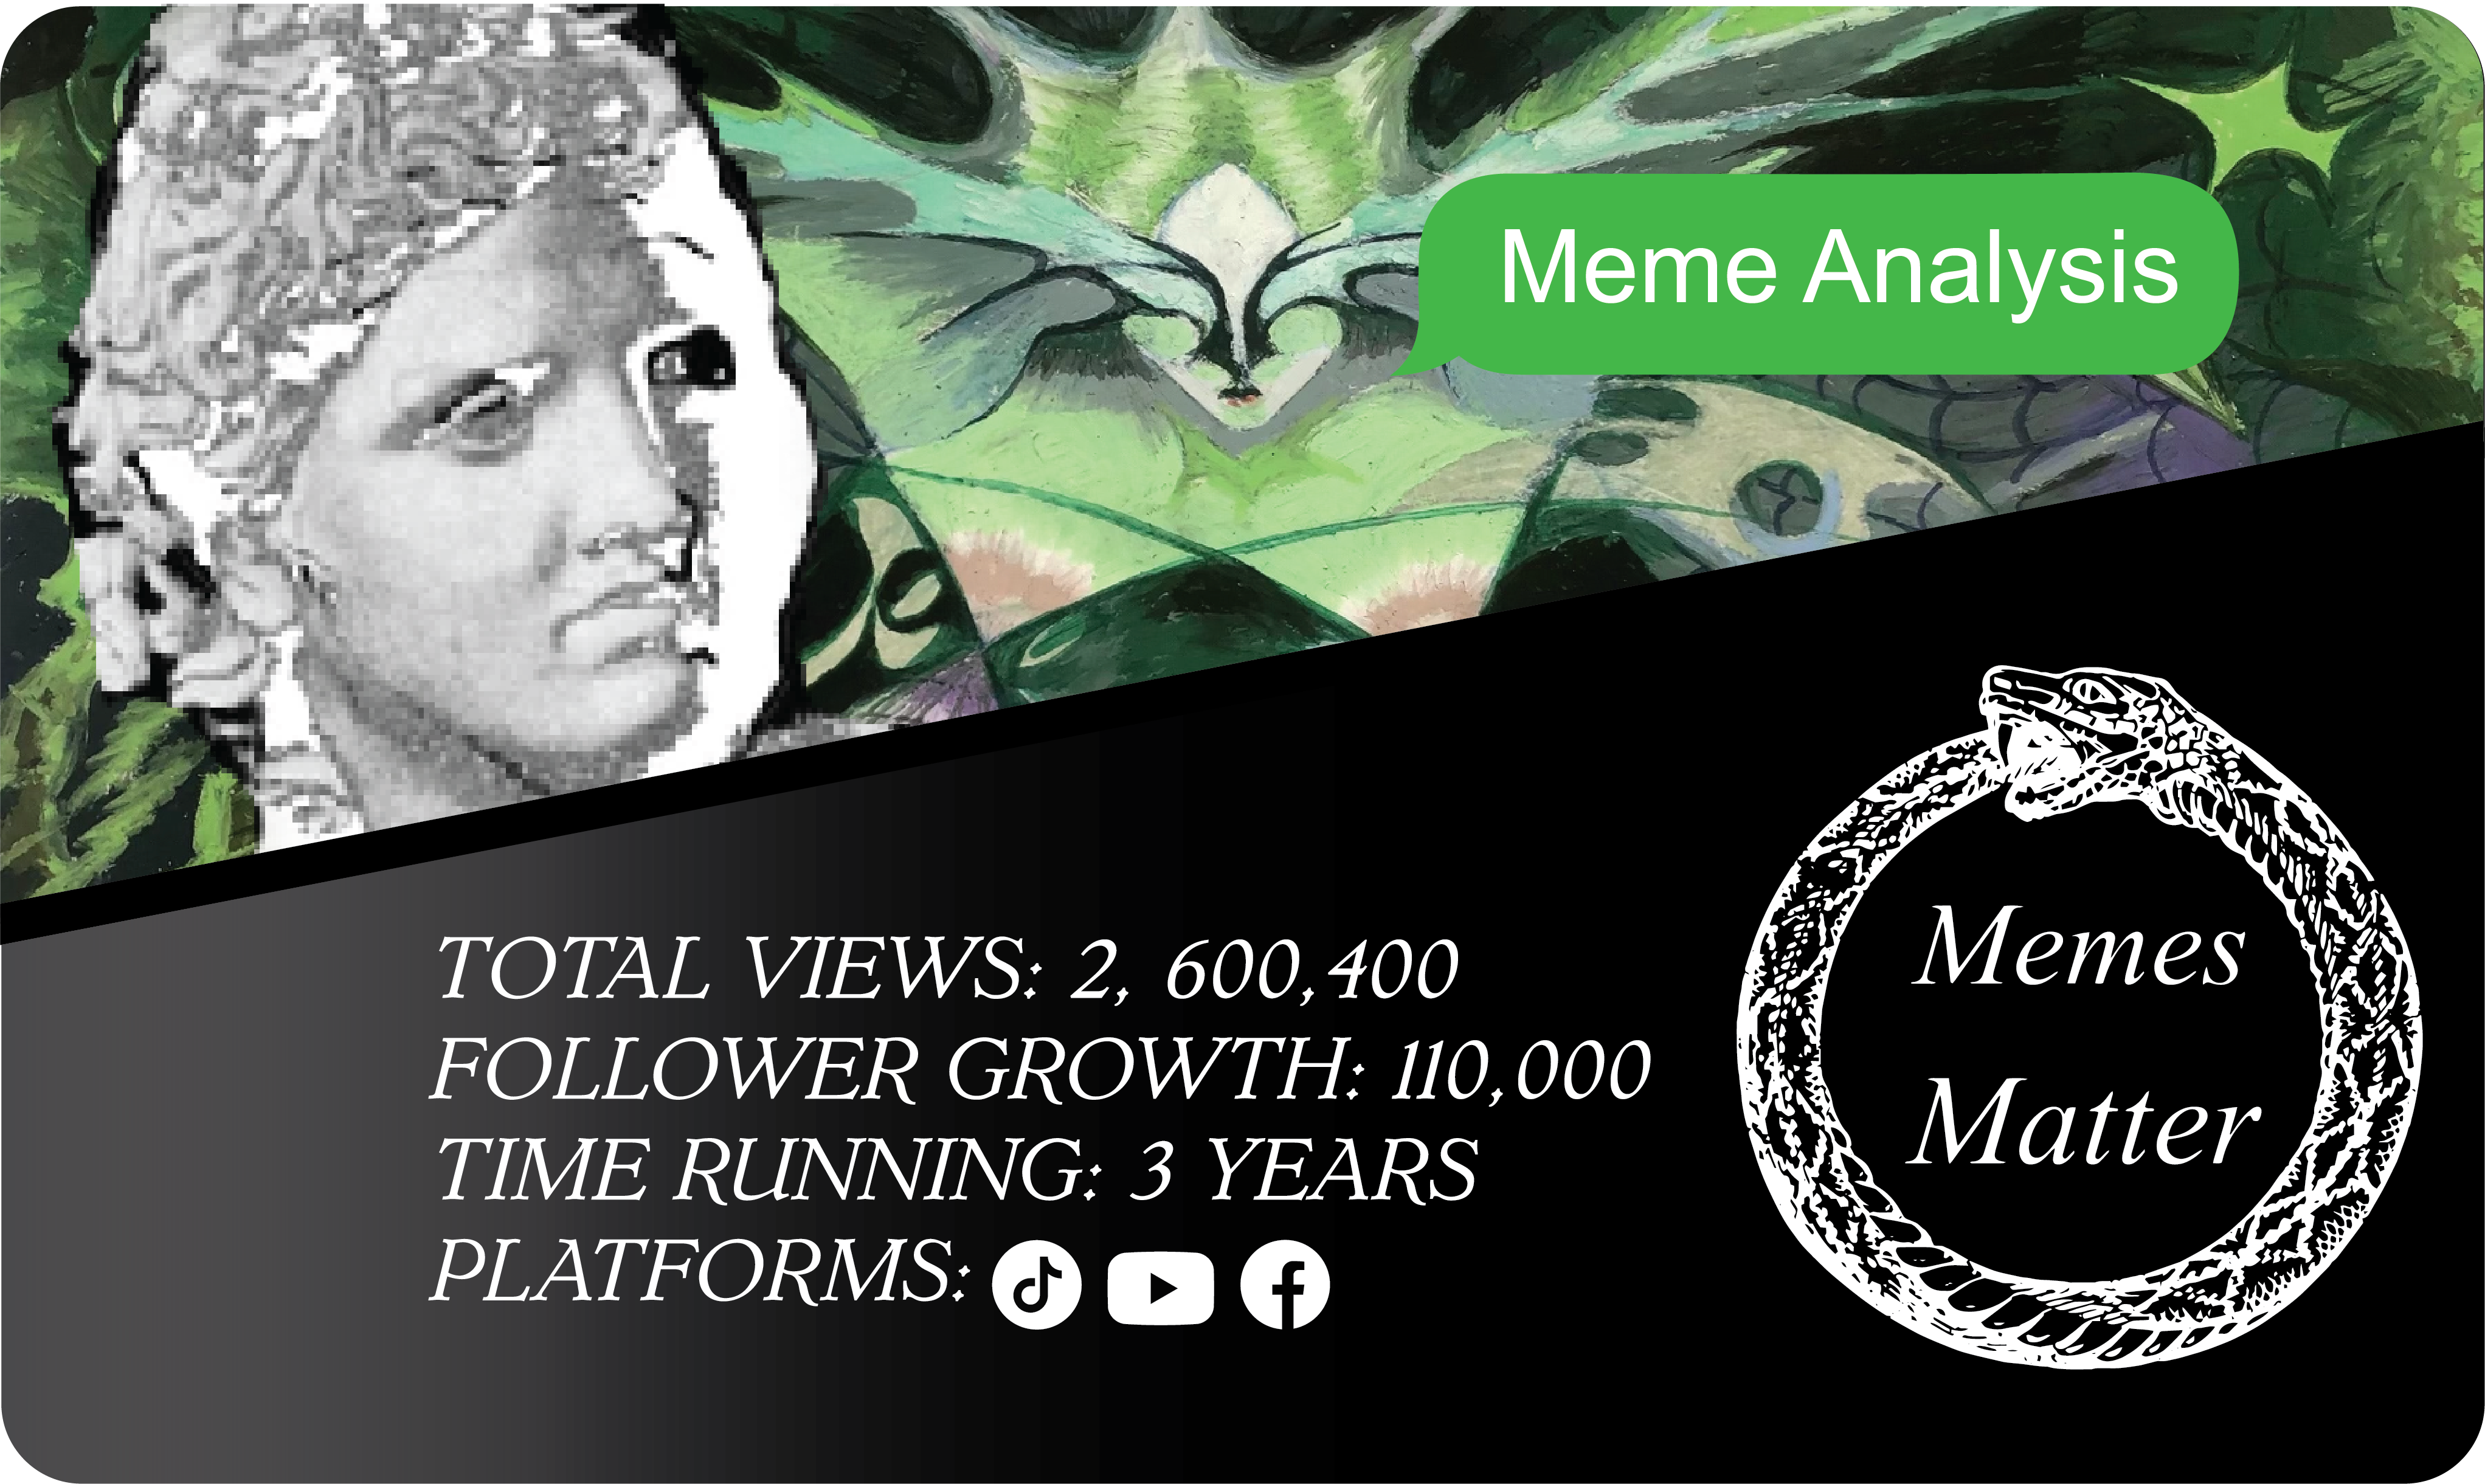 Meme Analysis
TOTAL VIEWS: 2, 600,400
FOLLOWER GROWTH: 110,000
TIME RUNNING: 3 YEARS
PLATFORMS:
Memes
Matter